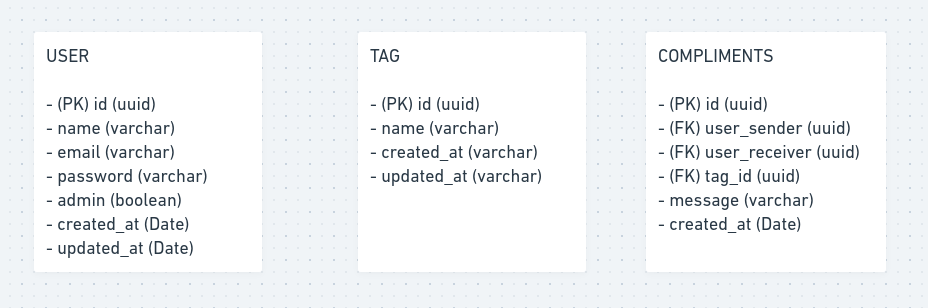 USER
- (PK) id (uuid)
- name (varchar)
- email (varchar)
- password (varchar)
- admin (boolean)
- created_at (Date)
- updated_at (Date)
TAG
- (PK) id (uuid)
- name (varchar)
- created_at (varchar)
- updated_at (varchar)
COMPLIMENTS
- (PK) id (uuid)
- (FK) user_sender (uuid)
- (FK) user_receiver (uuid)
- (FK) tag_id (uuid)
- message (varchar)
- created_at (Date)